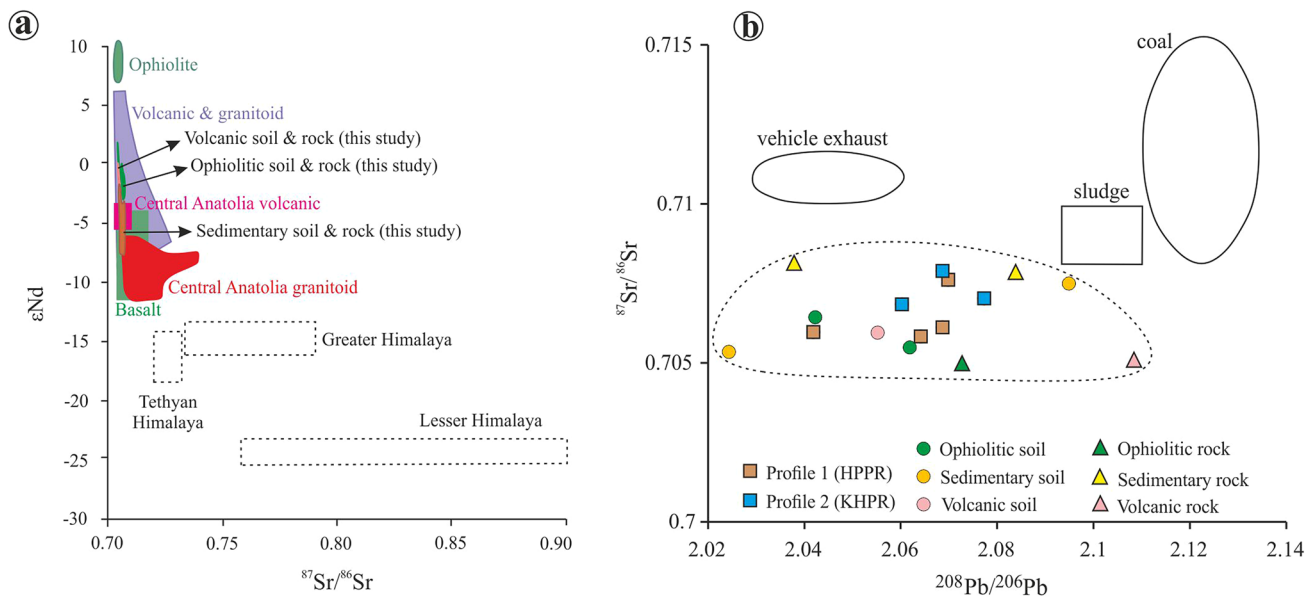 a
10
5
0
-5
-10
-15
-20
-25
-30
εNd
Ophiolite
Volcanic & granitoid
Volcanic soil & rock (this study)
Ophiolitic soil & rock (this study)
Central Anatolia volcanic
Sedimentary soil & rock (this study)
Central Anatolia granitoid
Basalt
Greater Himalaya
Tethyan
Himalaya
Lesser Himalaya
0.70
0.75
0.80
0.85
0.90
⁸⁷Sr/⁸⁶Sr
b
0.715
0.71
0.705
0.7
⁸⁷Sr/⁸⁶Sr
coal
vehicle exhaust
sludge
Profile 1 (HPPR)
Profile 2 (KHPR)
Ophiolitic soil
Sedimentary soil
Volcanic soil
Ophiolitic rock
Sedimentary rock
Volcanic rock
2.02
2.04
2.06
2.08
2.1
2.12
2.14
²⁰⁸Pb/²⁰⁶Pb